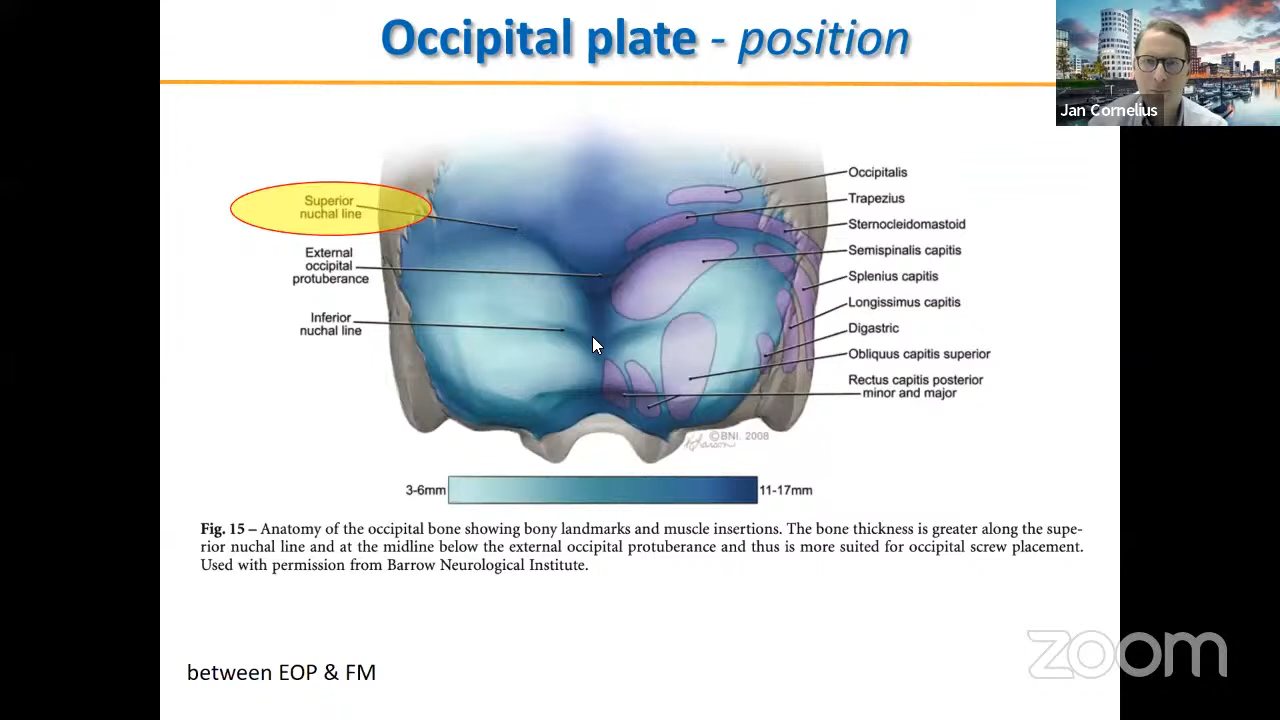 Occipital plate - position
Jan Cornelius
Superior
nuchal line
External
occipital
protuberance
Inferior
nuchal line
Occipitalis
Trapezius
Sternocleidomastoid
Semispinalis capitis
Splenius capitis
Longissimus capitis
Digastric
Obliquus capitis superior
Rectus capitis posterior
minor and major
©BNI. 2008
3-6mm
11-17mm
Fig. 15 – Anatomy of the occipital bone showing bony landmarks and muscle insertions. The bone thickness is greater along the supe-
rior nuchal line and at the midline below the external occipital protuberance and thus is more suited for occipital screw placement.
Used with permission from Barrow Neurological Institute.
between EOP & FM
zoom